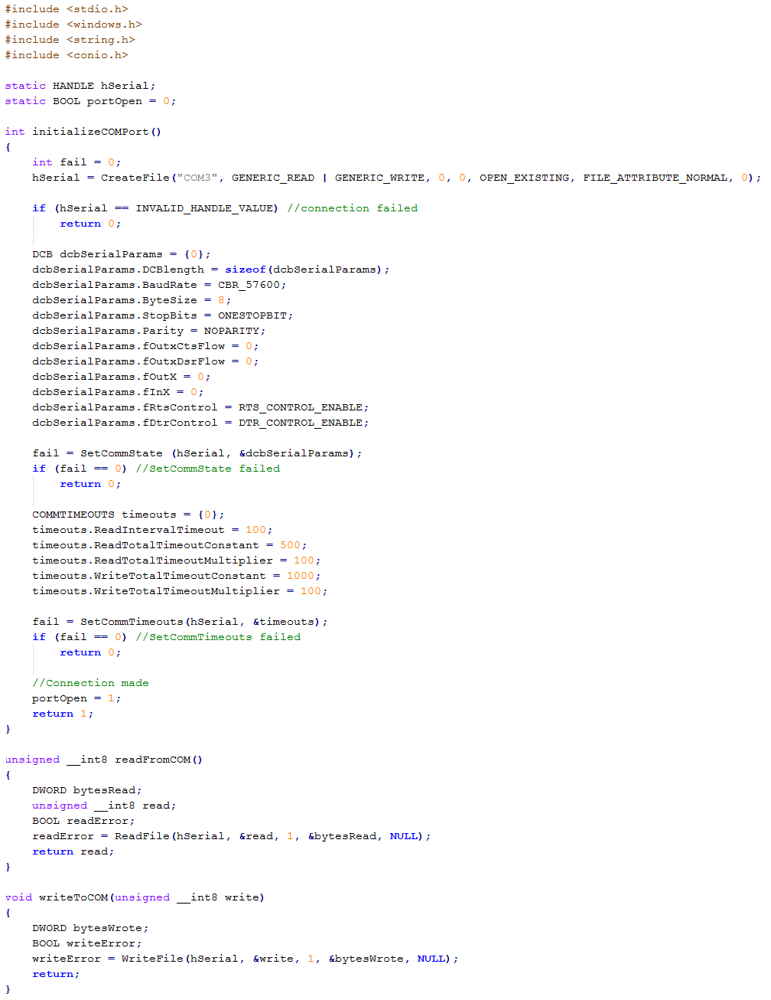 #include <stdio.h>
#include <windows.h>
#include <string.h>
#include <conio.h>

static HANDLE hSerial;
static BOOL portOpen = 0;

int initializeCOMPort()
{
    int fail = 0;
    hSerial = CreateFile("COM3", GENERIC_READ | GENERIC_WRITE, 0, 0, OPEN_EXISTING, FILE_ATTRIBUTE_NORMAL, 0);

    if (hSerial == INVALID_HANDLE_VALUE) //connection failed
        return 0;

    DCB dcbSerialParams = {0};
    dcbSerialParams.DCBlength = sizeof(dcbSerialParams);
    dcbSerialParams.BaudRate = CBR_57600;
    dcbSerialParams.ByteSize = 8;
    dcbSerialParams.StopBits = ONESTOPBIT;
    dcbSerialParams.Parity = NOPARITY;
    dcbSerialParams.fOutxCtsFlow = 0;
    dcbSerialParams.fOutxDsrFlow = 0;
    dcbSerialParams.fOutX = 0;
    dcbSerialParams.fInX = 0;
    dcbSerialParams.fRtsControl = RTS_CONTROL_ENABLE;
    dcbSerialParams.fDtrControl = DTR_CONTROL_ENABLE;

    fail = SetCommState (hSerial, &dcbSerialParams);
    if (fail == 0) //SetCommState failed
        return 0;

    COMMTIMEOUTS timeouts = {0};
    timeouts.ReadIntervalTimeout = 100;
    timeouts.ReadTotalTimeoutConstant = 500;
    timeouts.ReadTotalTimeoutMultiplier = 100;
    timeouts.WriteTotalTimeoutConstant = 1000;
    timeouts.WriteTotalTimeoutMultiplier = 100;

    fail = SetCommTimeouts(hSerial, &timeouts);
    if (fail == 0) //SetCommTimeouts failed
        return 0;

    //Connection made
    portOpen = 1;
    return 1;
}

unsigned __int8 readFromCOM()
{
    DWORD bytesRead;
    unsigned __int8 read;
    BOOL readError;
    readError = ReadFile(hSerial, &read, 1, &bytesRead, NULL);
    return read;
}

void writeToCOM(unsigned __int8 write)
{
    DWORD bytesWrote;
    BOOL writeError;
    writeError = WriteFile(hSerial, &write, 1, &bytesWrote, NULL);
    return;
}